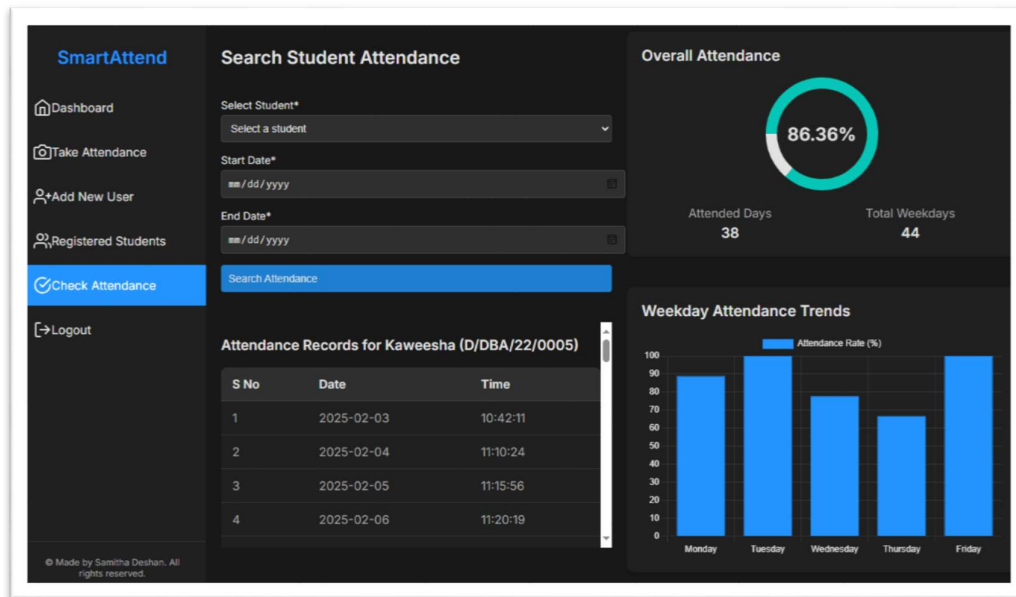 SmartAttend
Dashboard
Take Attendance
Add New User
Registered Students
Check Attendance
Logout
© Made by Samitha Deshan. All
rights reserved.
Search Student Attendance
Select Student*
Select a student
Start Date*
mm/dd/yyyy
End Date*
mm/dd/yyyy
Search Attendance
Attendance Records for Kaweesha (D/DBA/22/0005)
S No Date Time
1 2025-02-03 10:42:11
2 2025-02-04 11:10:24
3 2025-02-05 11:15:56
4 2025-02-06 11:20:19
Overall Attendance
86.36%
Attended Days Total Weekdays
38 44
Weekday Attendance Trends
Attendance Rate (%)
100
90
80
70
60
50
40
30
20
10
0
Monday Tuesday Wednesday Thursday Friday